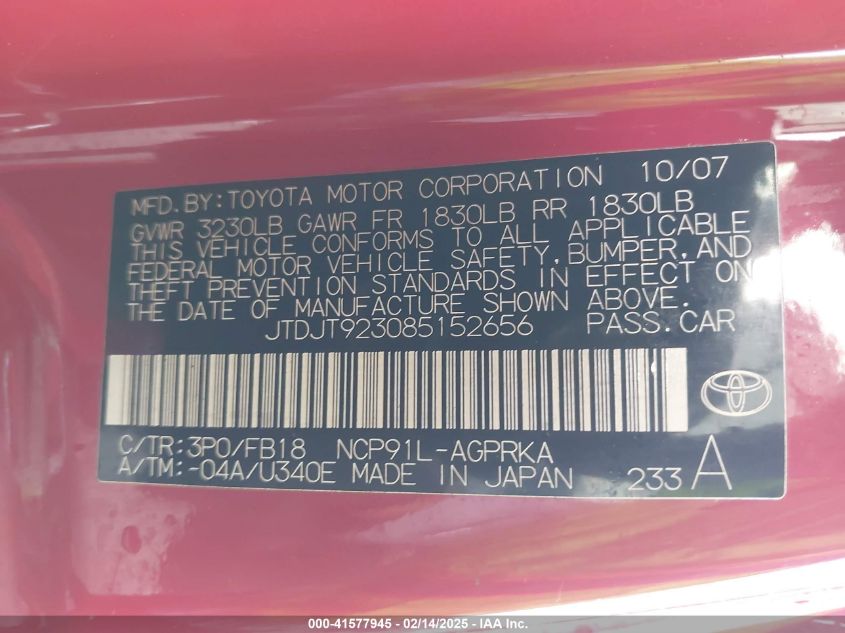 MFD.BY:TOYOTA MOTOR CORPORATION 10/07
GVWR 3230LB GAWR FR 1830LB RR 1830LB
THIS VEHICLE CONFORMS TO ALL APPLICABLE
FEDERAL MOTOR VEHICLE SAFETY,BUMPER,AND
THEFT PREVENTION STANDARDS IN EFFECT ON
THE DATE OF MANUFACTURE SHOWN ABOVE.
JTDJT923085152656 PASS.CAR
C/TR:3P0/FB18 NCP91L-AGPRKA
A/TM:-04A/U340E MADE IN JAPAN 233 A
000-41577945 - 02/14/2025 - IAA Inc.